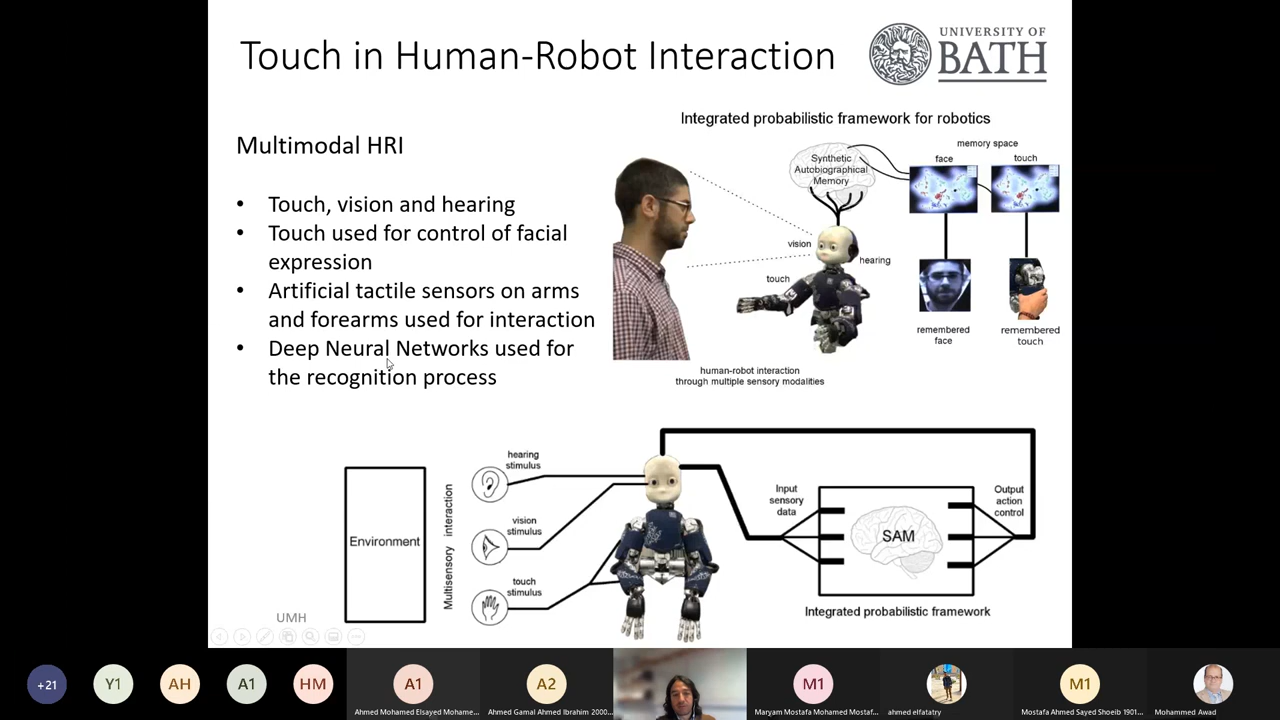 Touch in Human-Robot Interaction
UNIVERSITY OF
BATH
Multimodal HRI
• Touch, vision and hearing
• Touch used for control of facial
expression
• Artificial tactile sensors on arms
and forearms used for interaction
• Deep Neural Networks used for
the recognition process
Integrated probabilistic framework for robotics
memory space
Synthetic
Autobiographical
Memory
face
touch
vision
hearing
touch
remembered
face
remembered
touch
human-robot interaction
through multiple sensory modalities
Environment
Multisensory interaction
hearing
stimulus
vision
stimulus
touch
stimulus
Input
sensory
data
SAM
Output
action
control
Integrated probabilistic framework
UMH
+21
Y1
AH
A1
HM
A1
Ahmed Mohamed Elsayed Mohame...
A2
Ahmed Gamal Ahmed Ibrahim 2000...
M1
Maryam Mostafa Mohamed Mostaf...
ahmed elfatatry
M1
Mostafa Ahmed Sayed Shoeib 1901...
Mohammed Awad